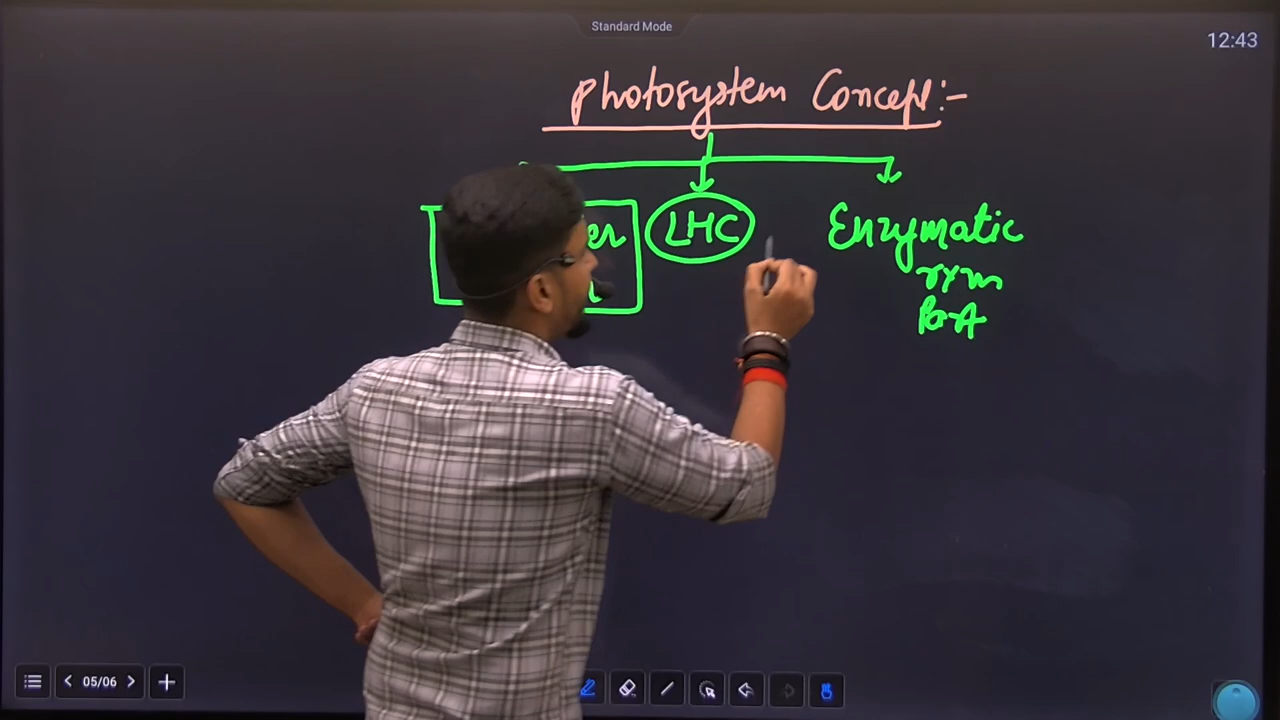 Standard Mode
12:43
Photosystem Concept:-
LHC
Enzymatic
rxn
05/06